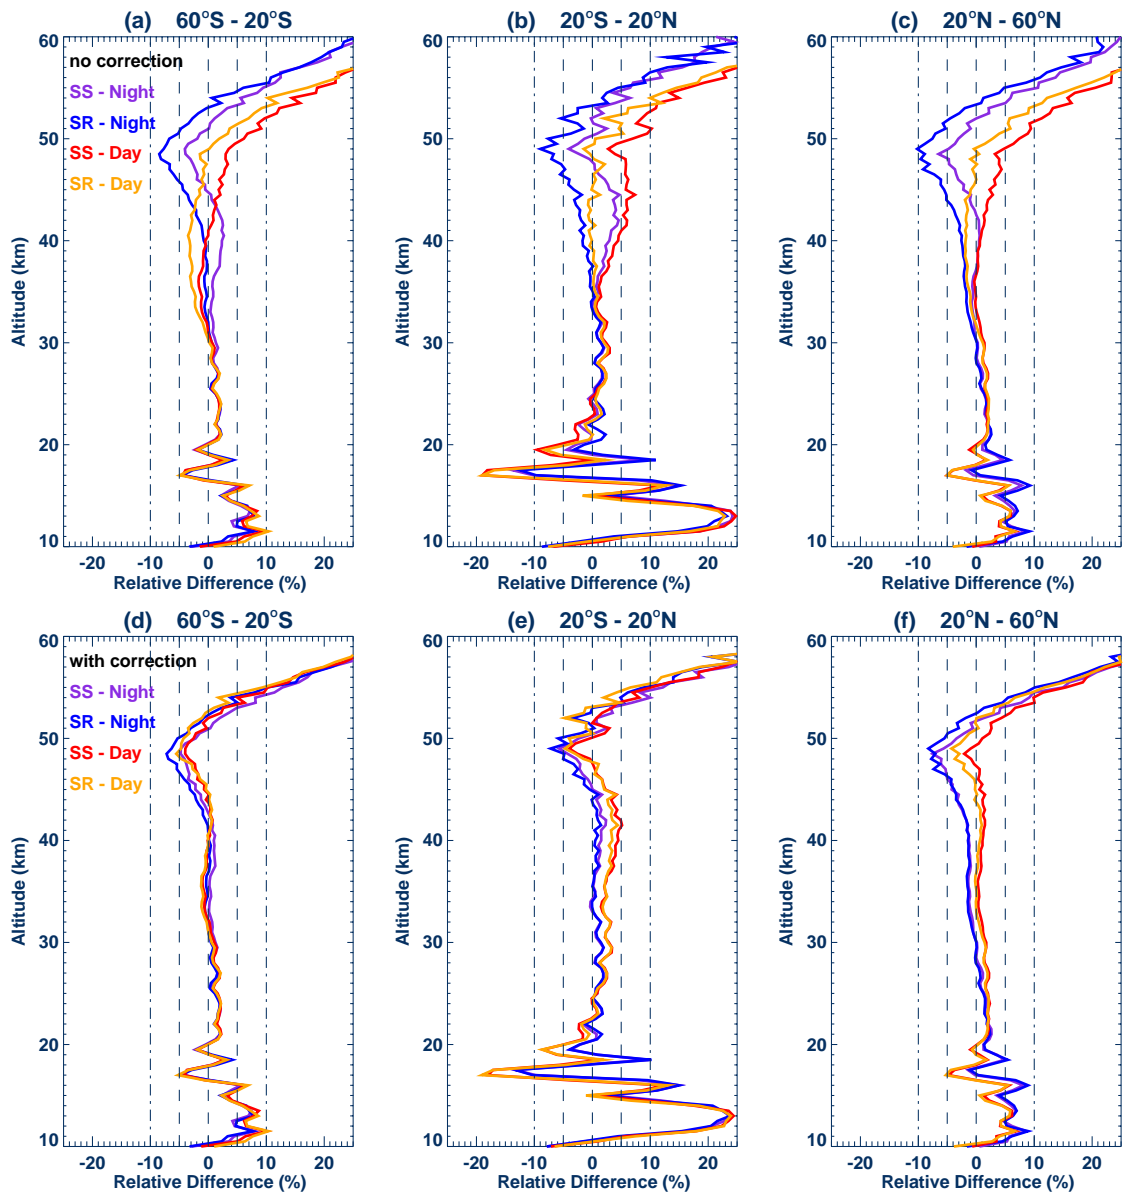 (a) 60°S - 20°S
(b) 20°S - 20°N
(c) 20°N - 60°N
60
50
40
30
20
10
Altitude (km)
no correction
SS - Night
SR - Night
SS - Day
SR - Day
-20 -10 0 10 20
Relative Difference (%)
60
50
40
30
20
10
Altitude (km)
-20 -10 0 10 20
Relative Difference (%)
60
50
40
30
20
10
Altitude (km)
-20 -10 0 10 20
Relative Difference (%)
(d) 60°S - 20°S
(e) 20°S - 20°N
(f) 20°N - 60°N
60
50
40
30
20
10
Altitude (km)
with correction
SS - Night
SR - Night
SS - Day
SR - Day
-20 -10 0 10 20
Relative Difference (%)
60
50
40
30
20
10
Altitude (km)
-20 -10 0 10 20
Relative Difference (%)
60
50
40
30
20
10
Altitude (km)
-20 -10 0 10 20
Relative Difference (%)